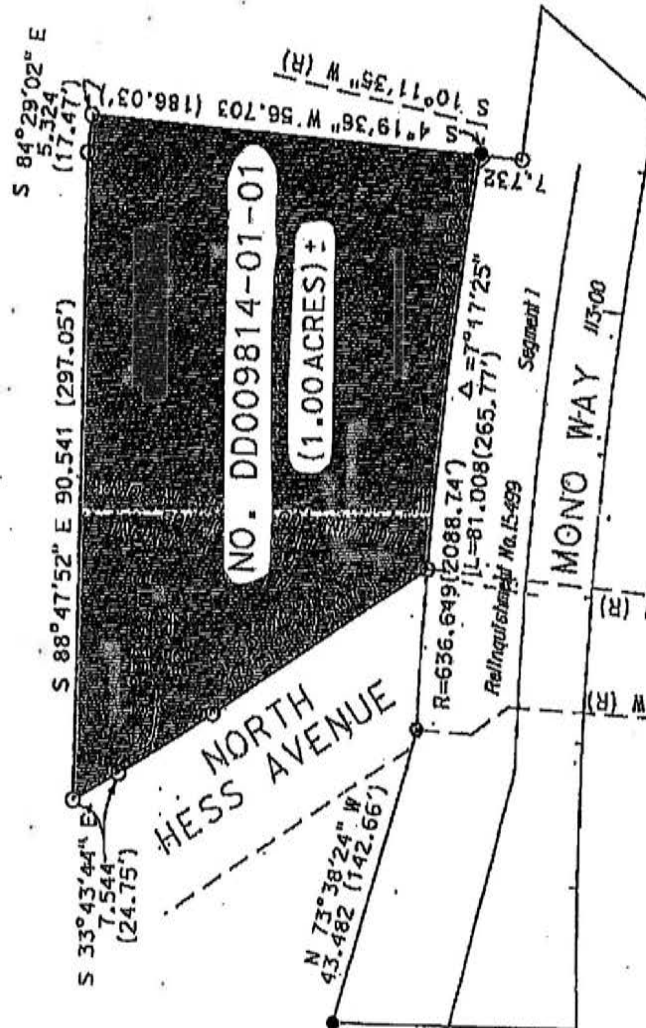 S 84°29'02" E
5.324
(17.47')
S 88°47'52" E 90.541 (297.05')
S 4°19'36" W 56.703 (186.03')
S 10°11'35" W (R)
7.732
NO. DD009814-01-01
(1.00 ACRES) ±
S 33°43'44" E
7.544
(24.75')
NORTH
HESS AVENUE
N 73°38'24" W
43.482 (142.66')
R=636.649(2088.74') Δ=7°17'25"
L=81.008(265.77')
Relinquishment No. 15499
Segment 1
MONO WAY 113.00
(R)
W (R)